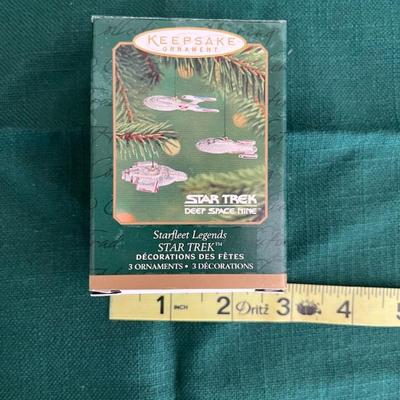 KEEPSAKE
ORNAMENT
STAR TREK
DEEP SPACE NINE
Starfleet Legends
STAR TREK™
DÉCORATIONS DES FÊTES
3 ORNAMENTS • 3 DÉCORATIONS
1 INCH 2 Dritz 3 4 5